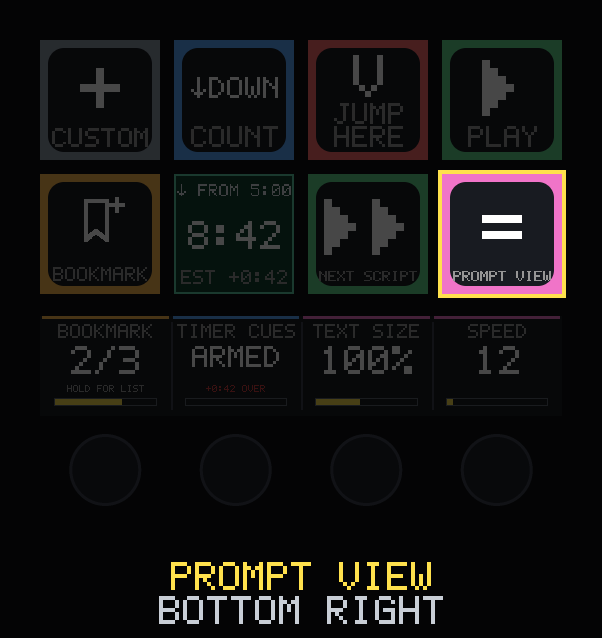 CUSTOM
↓DOWN
COUNT
JUMP
HERE
PLAY
BOOKMARK
↓ FROM 5:00
8:42
EST +0:42
NEXT SCRIPT
PROMPT VIEW
BOOKMARK
2/3
HOLD FOR LIST
TIMER CUES
ARMED
+0:42 OVER
TEXT SIZE
100%
SPEED
12
PROMPT VIEW
BOTTOM RIGHT